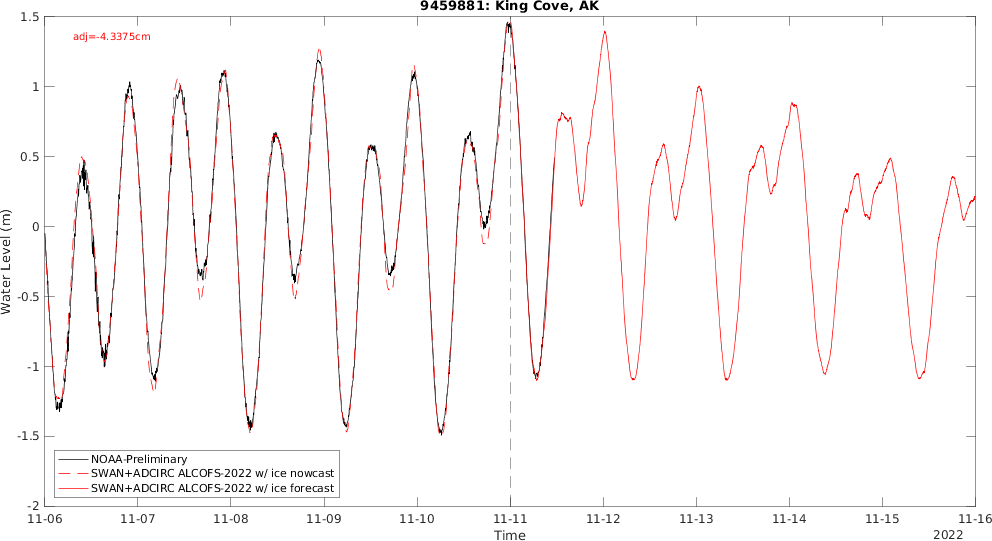 9459881: King Cove, AK
adj=-4.3375cm
1.5
1
0.5
0
-0.5
-1
-1.5
-2
Water Level (m)
NOAA-Preliminary
SWAN+ADCIRC ALCOFS-2022 w/ ice nowcast
SWAN+ADCIRC ALCOFS-2022 w/ ice forecast
11-06 11-07 11-08 11-09 11-10 11-11 11-12 11-13 11-14 11-15 11-16
Time
2022